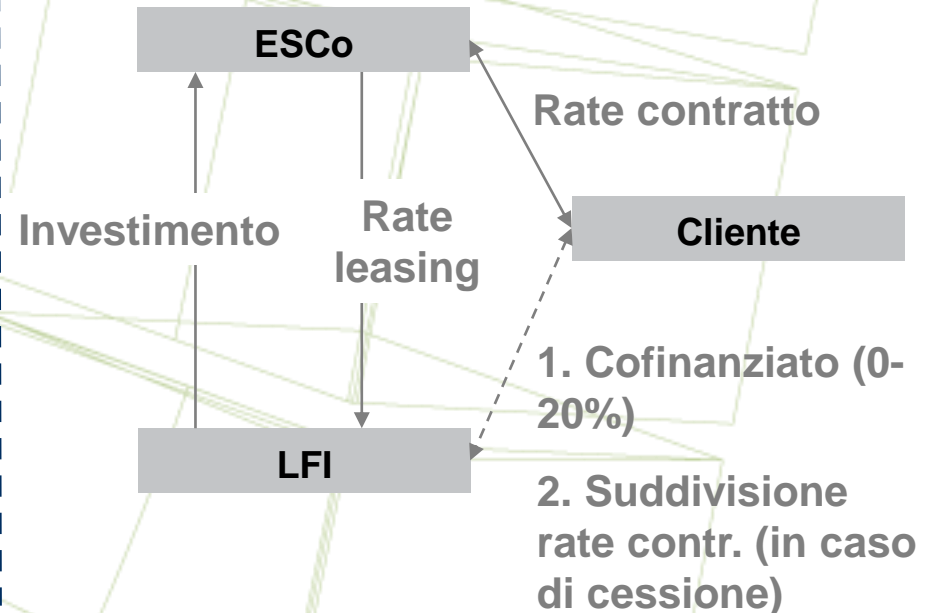 ESCo
Rate contratto
Investimento
Rate
leasing
Cliente
1. Cofinanziato (0-
20%)
LFI
2. Suddivisione
rate contr. (in caso
di cessione)